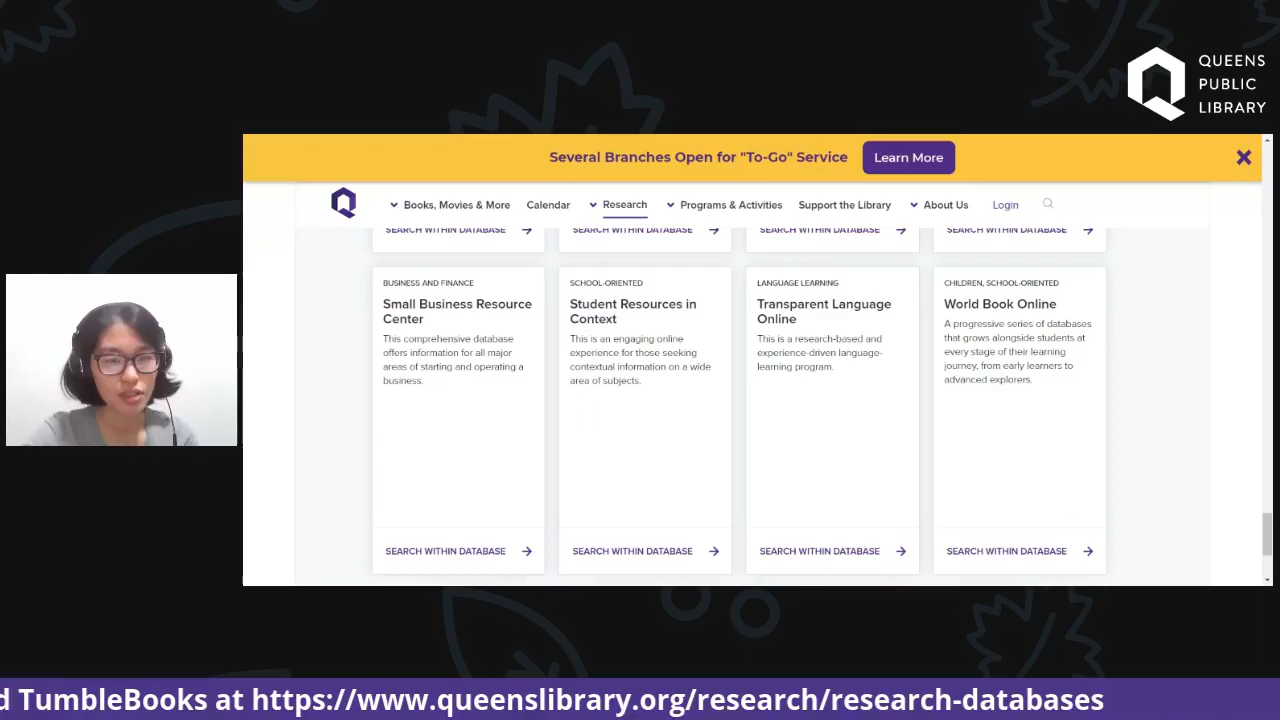 QUEENS
PUBLIC
LIBRARY
Several Branches Open for "To-Go" Service
Learn More
Books, Movies & More
Calendar
Research
Programs & Activities
Support the Library
About Us
Login
SEARCH WITHIN DATABASE
SEARCH WITHIN DATABASE
SEARCH WITHIN DATABASE
SEARCH WITHIN DATABASE
BUSINESS AND FINANCE
Small Business Resource
Center
This comprehensive database
offers information for all major
areas of starting and operating a
business.
SEARCH WITHIN DATABASE
SCHOOL-ORIENTED
Student Resources in
Context
This is an engaging online
experience for those seeking
contextual information on a wide
area of subjects.
SEARCH WITHIN DATABASE
LANGUAGE LEARNING
Transparent Language
Online
This is a research-based and
experience-driven language-
learning program.
SEARCH WITHIN DATABASE
CHILDREN, SCHOOL-ORIENTED
World Book Online
A progressive series of databases
that grows alongside students at
every stage of their learning
journey, from early learners to
advanced explorers.
SEARCH WITHIN DATABASE
d TumbleBooks at https://www.queenslibrary.org/research/research-databases